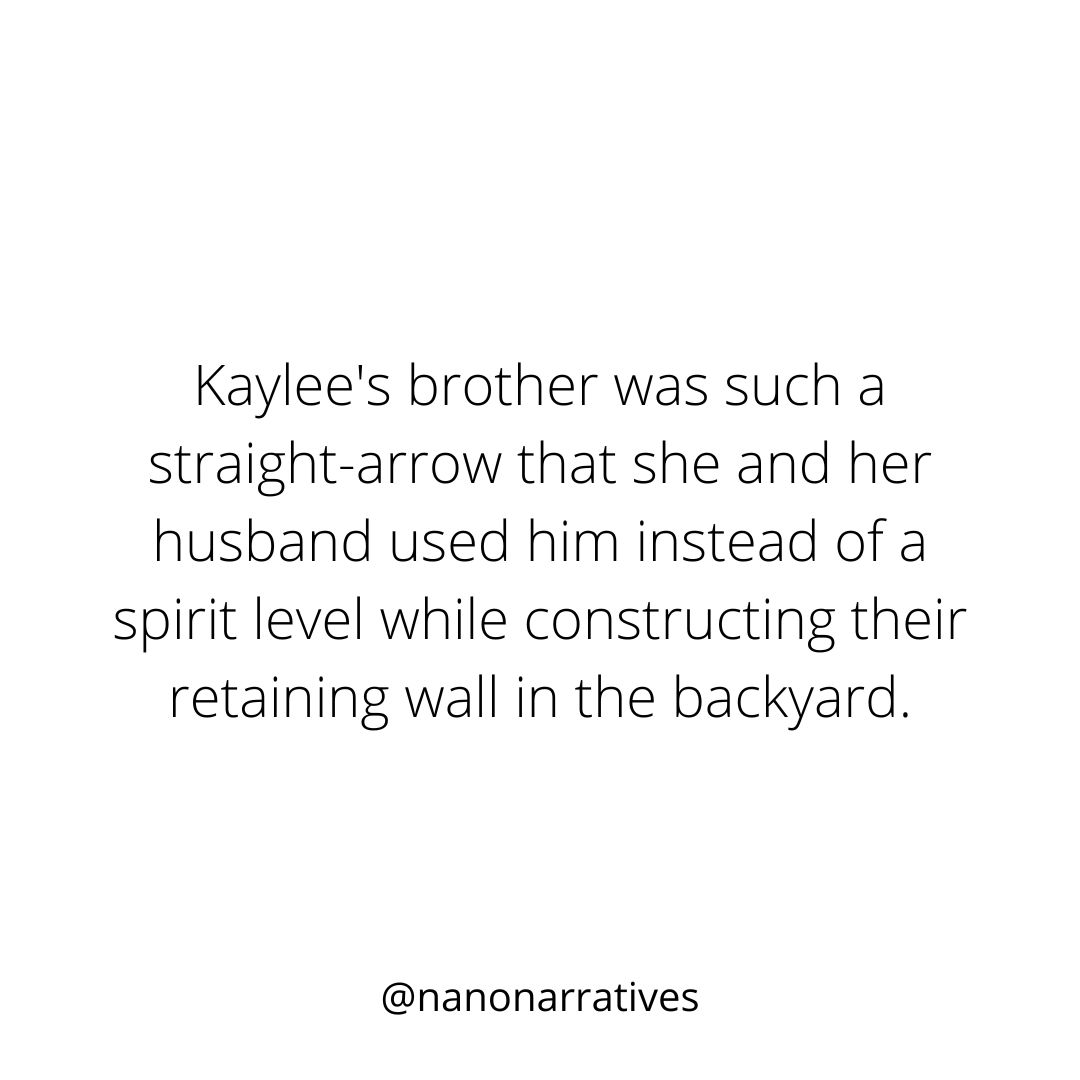 Kaylee's brother was such a
straight-arrow that she and her
husband used him instead of a
spirit level while constructing their
retaining wall in the backyard.
@nanonarratives